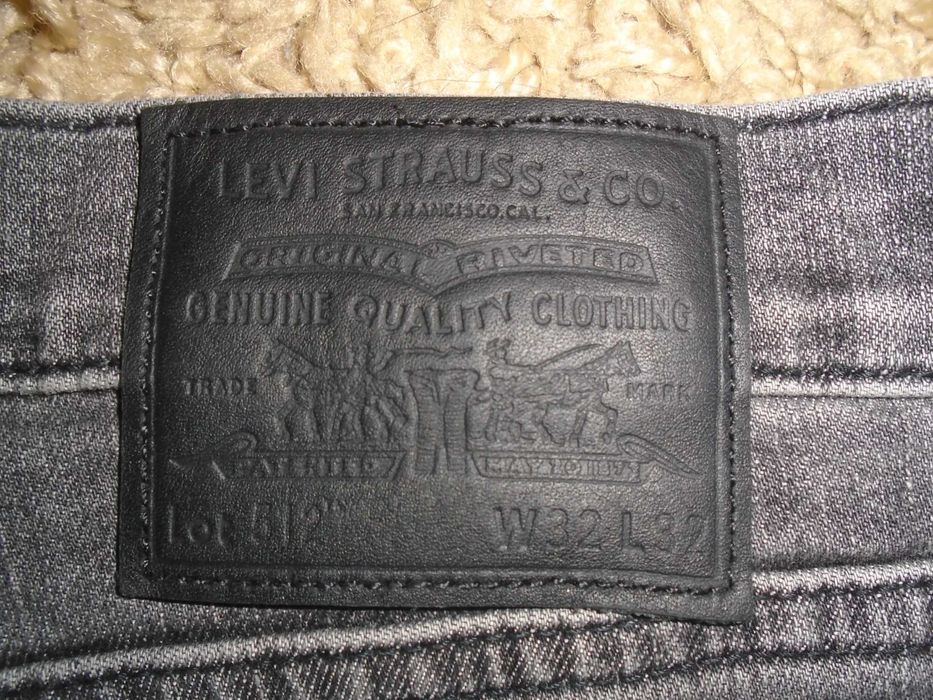 LEVI STRAUSS & CO.
SAN FRANCISCO, CAL.
ORIGINAL RIVETED
GENUINE QUALITY CLOTHING
TRADE MARK
PATENTED MAY 20 1873
Lot 512 W32 L32